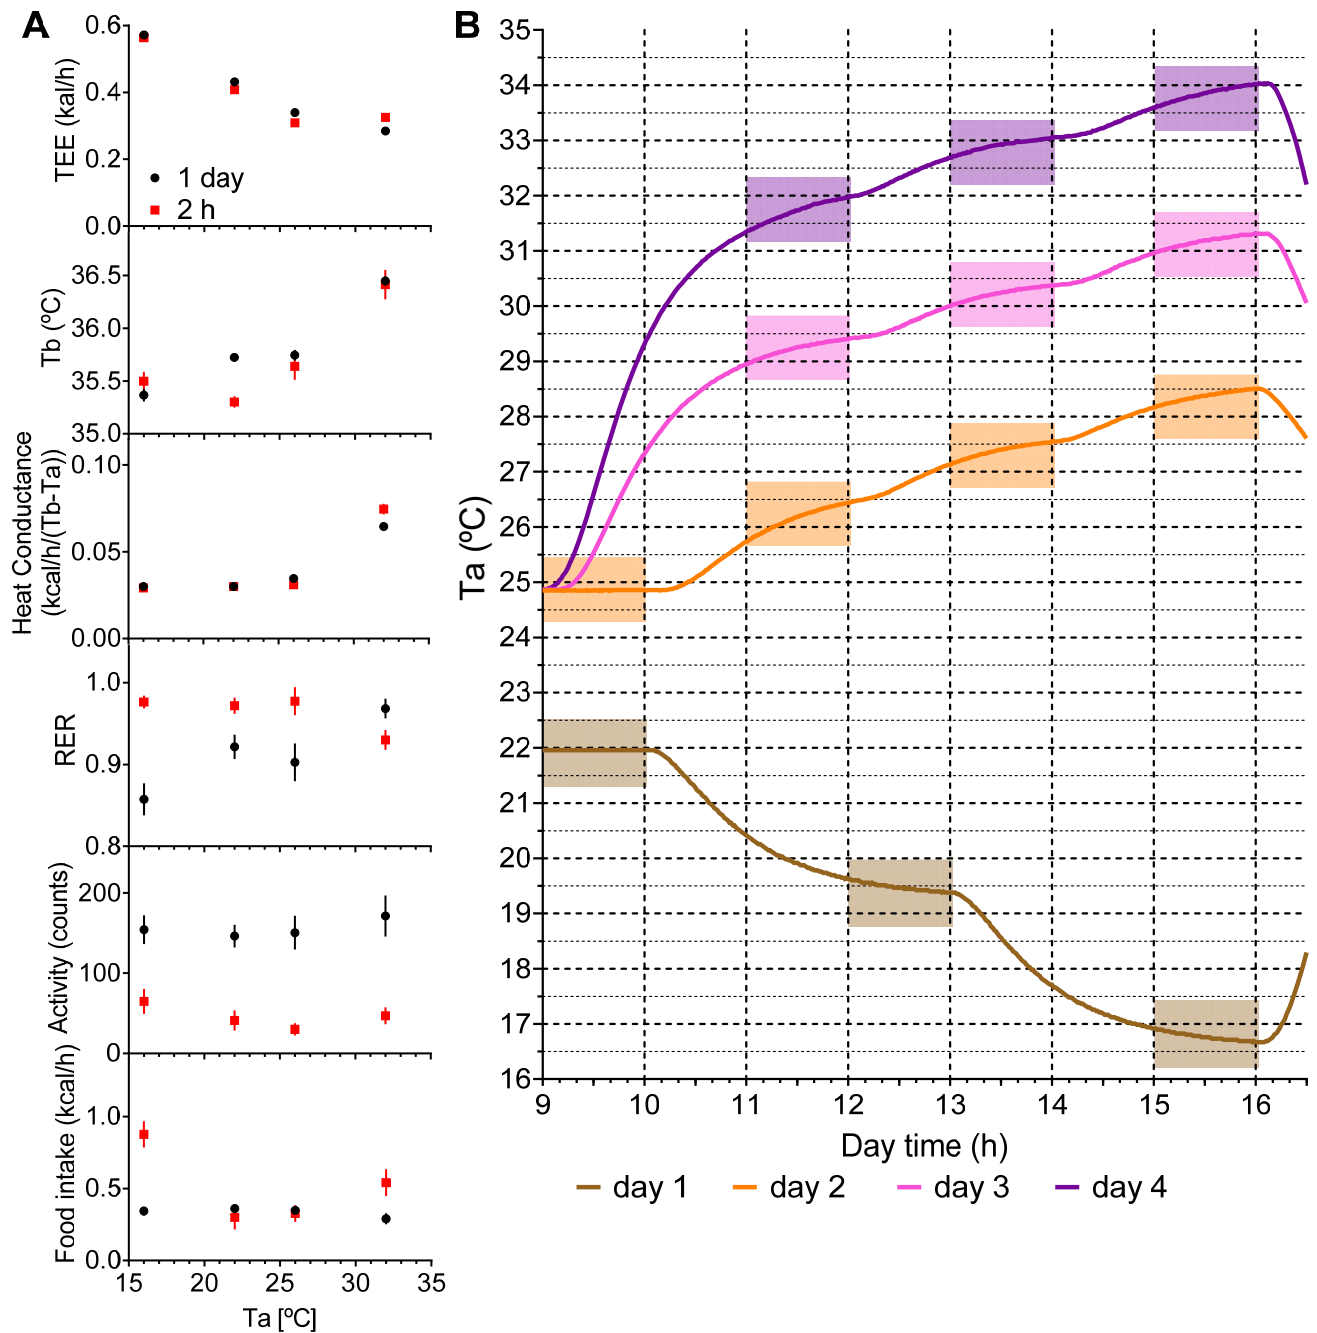 A
0.6
0.4
0.2
0.0
TEE (kal/h)
1 day
2 h
36.5
36.0
35.5
35.0
Tb (ºC)
0.10
0.05
0.00
Heat Conductance
(kcal/h/(Tb-Ta))
1.0
0.9
0.8
RER
200
100
0
Activity (counts)
1.0
0.5
0.0
Food intake (kcal/h)
15 20 25 30 35
Ta [ºC]
B
35
34
33
32
31
30
29
28
27
26
25
24
23
22
21
20
19
18
17
16
Ta (ºC)
9 10 11 12 13 14 15 16
Day time (h)
day 1 day 2 day 3 day 4